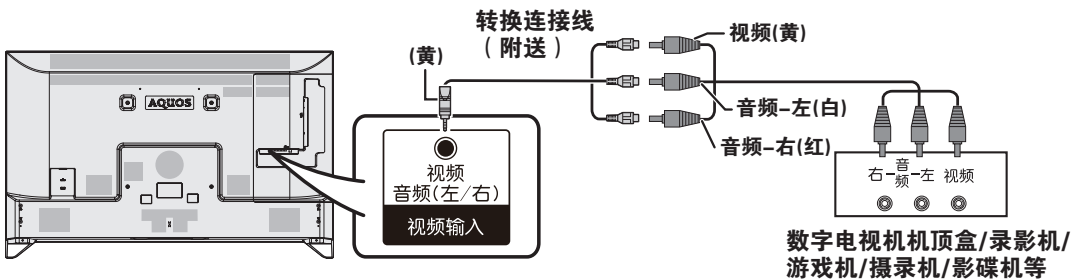 转换连接线
（附送）
视频(黄)
(黄)
音频–左(白)
音频–右(红)
AQUOS
视频
音频(左/右)
视频输入
右–音频–左 视频
数字电视机机顶盒/录影机/
游戏机/摄录机/影碟机等